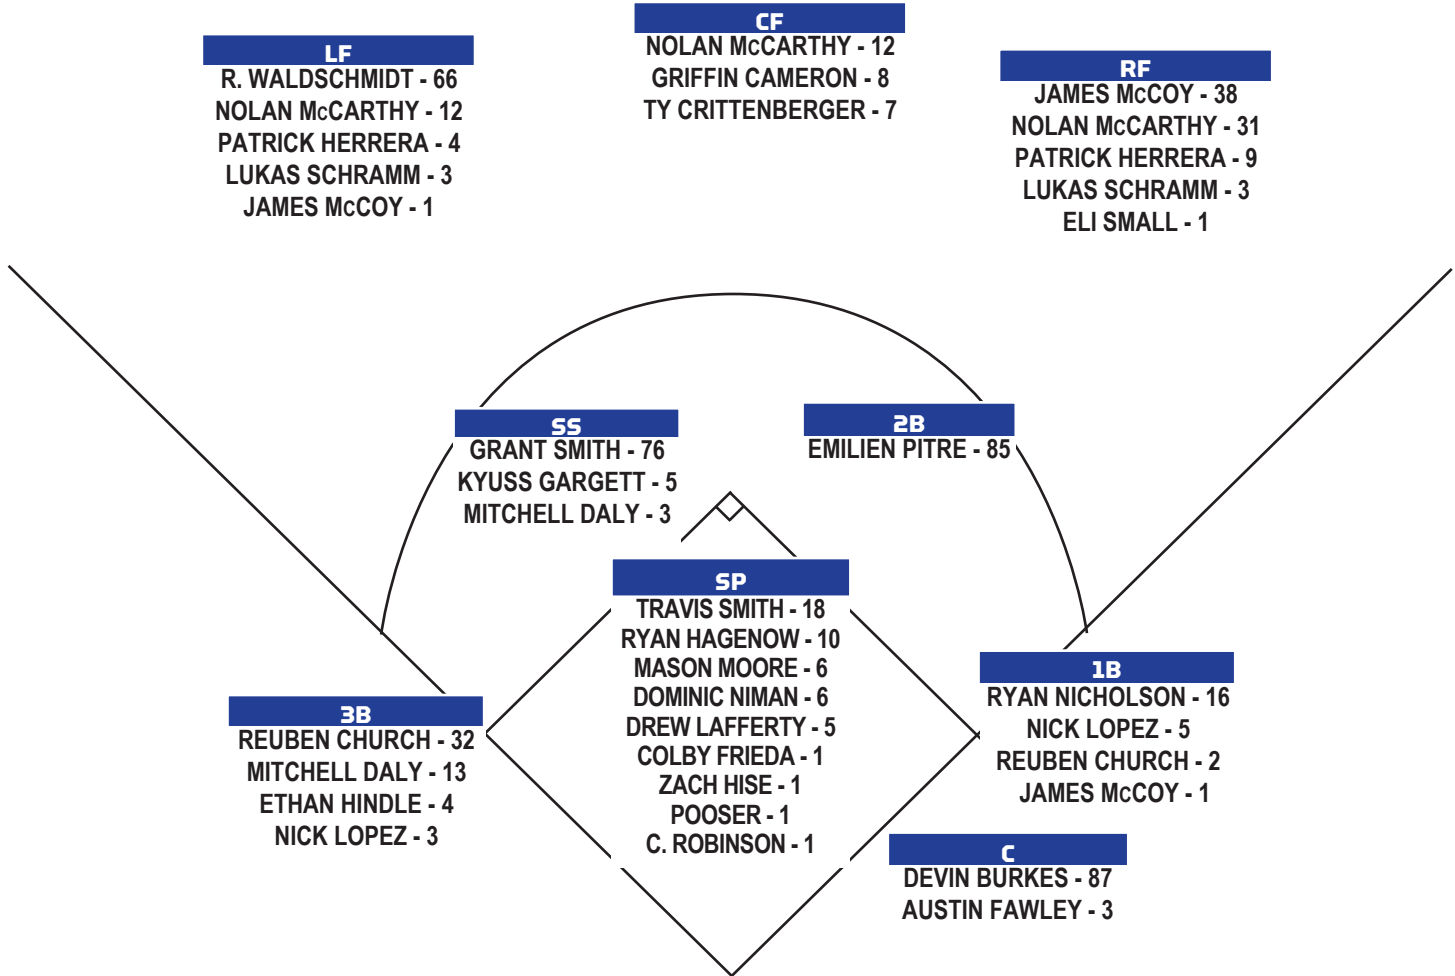 LF
R. WALDSCHMIDT - 66
NOLAN McCARTHY - 12
PATRICK HERRERA - 4
LUKAS SCHRAMM - 3
JAMES McCOY - 1
CF
NOLAN McCARTHY - 12
GRIFFIN CAMERON - 8
TY CRITTENBERGER - 7
RF
JAMES McCOY - 38
NOLAN McCARTHY - 31
PATRICK HERRERA - 9
LUKAS SCHRAMM - 3
ELI SMALL - 1
SS
GRANT SMITH - 76
KYUSS GARGETT - 5
MITCHELL DALY - 3
2B
EMILIEN PITRE - 85
SP
TRAVIS SMITH - 18
RYAN HAGENOW - 10
MASON MOORE - 6
DOMINIC NIMAN - 6
DREW LAFFERTY - 5
COLBY FRIEDA - 1
ZACH HISE - 1
POOSER - 1
C. ROBINSON - 1
3B
REUBEN CHURCH - 32
MITCHELL DALY - 13
ETHAN HINDLE - 4
NICK LOPEZ - 3
1B
RYAN NICHOLSON - 16
NICK LOPEZ - 5
REUBEN CHURCH - 2
JAMES McCOY - 1
C
DEVIN BURKES - 87
AUSTIN FAWLEY - 3